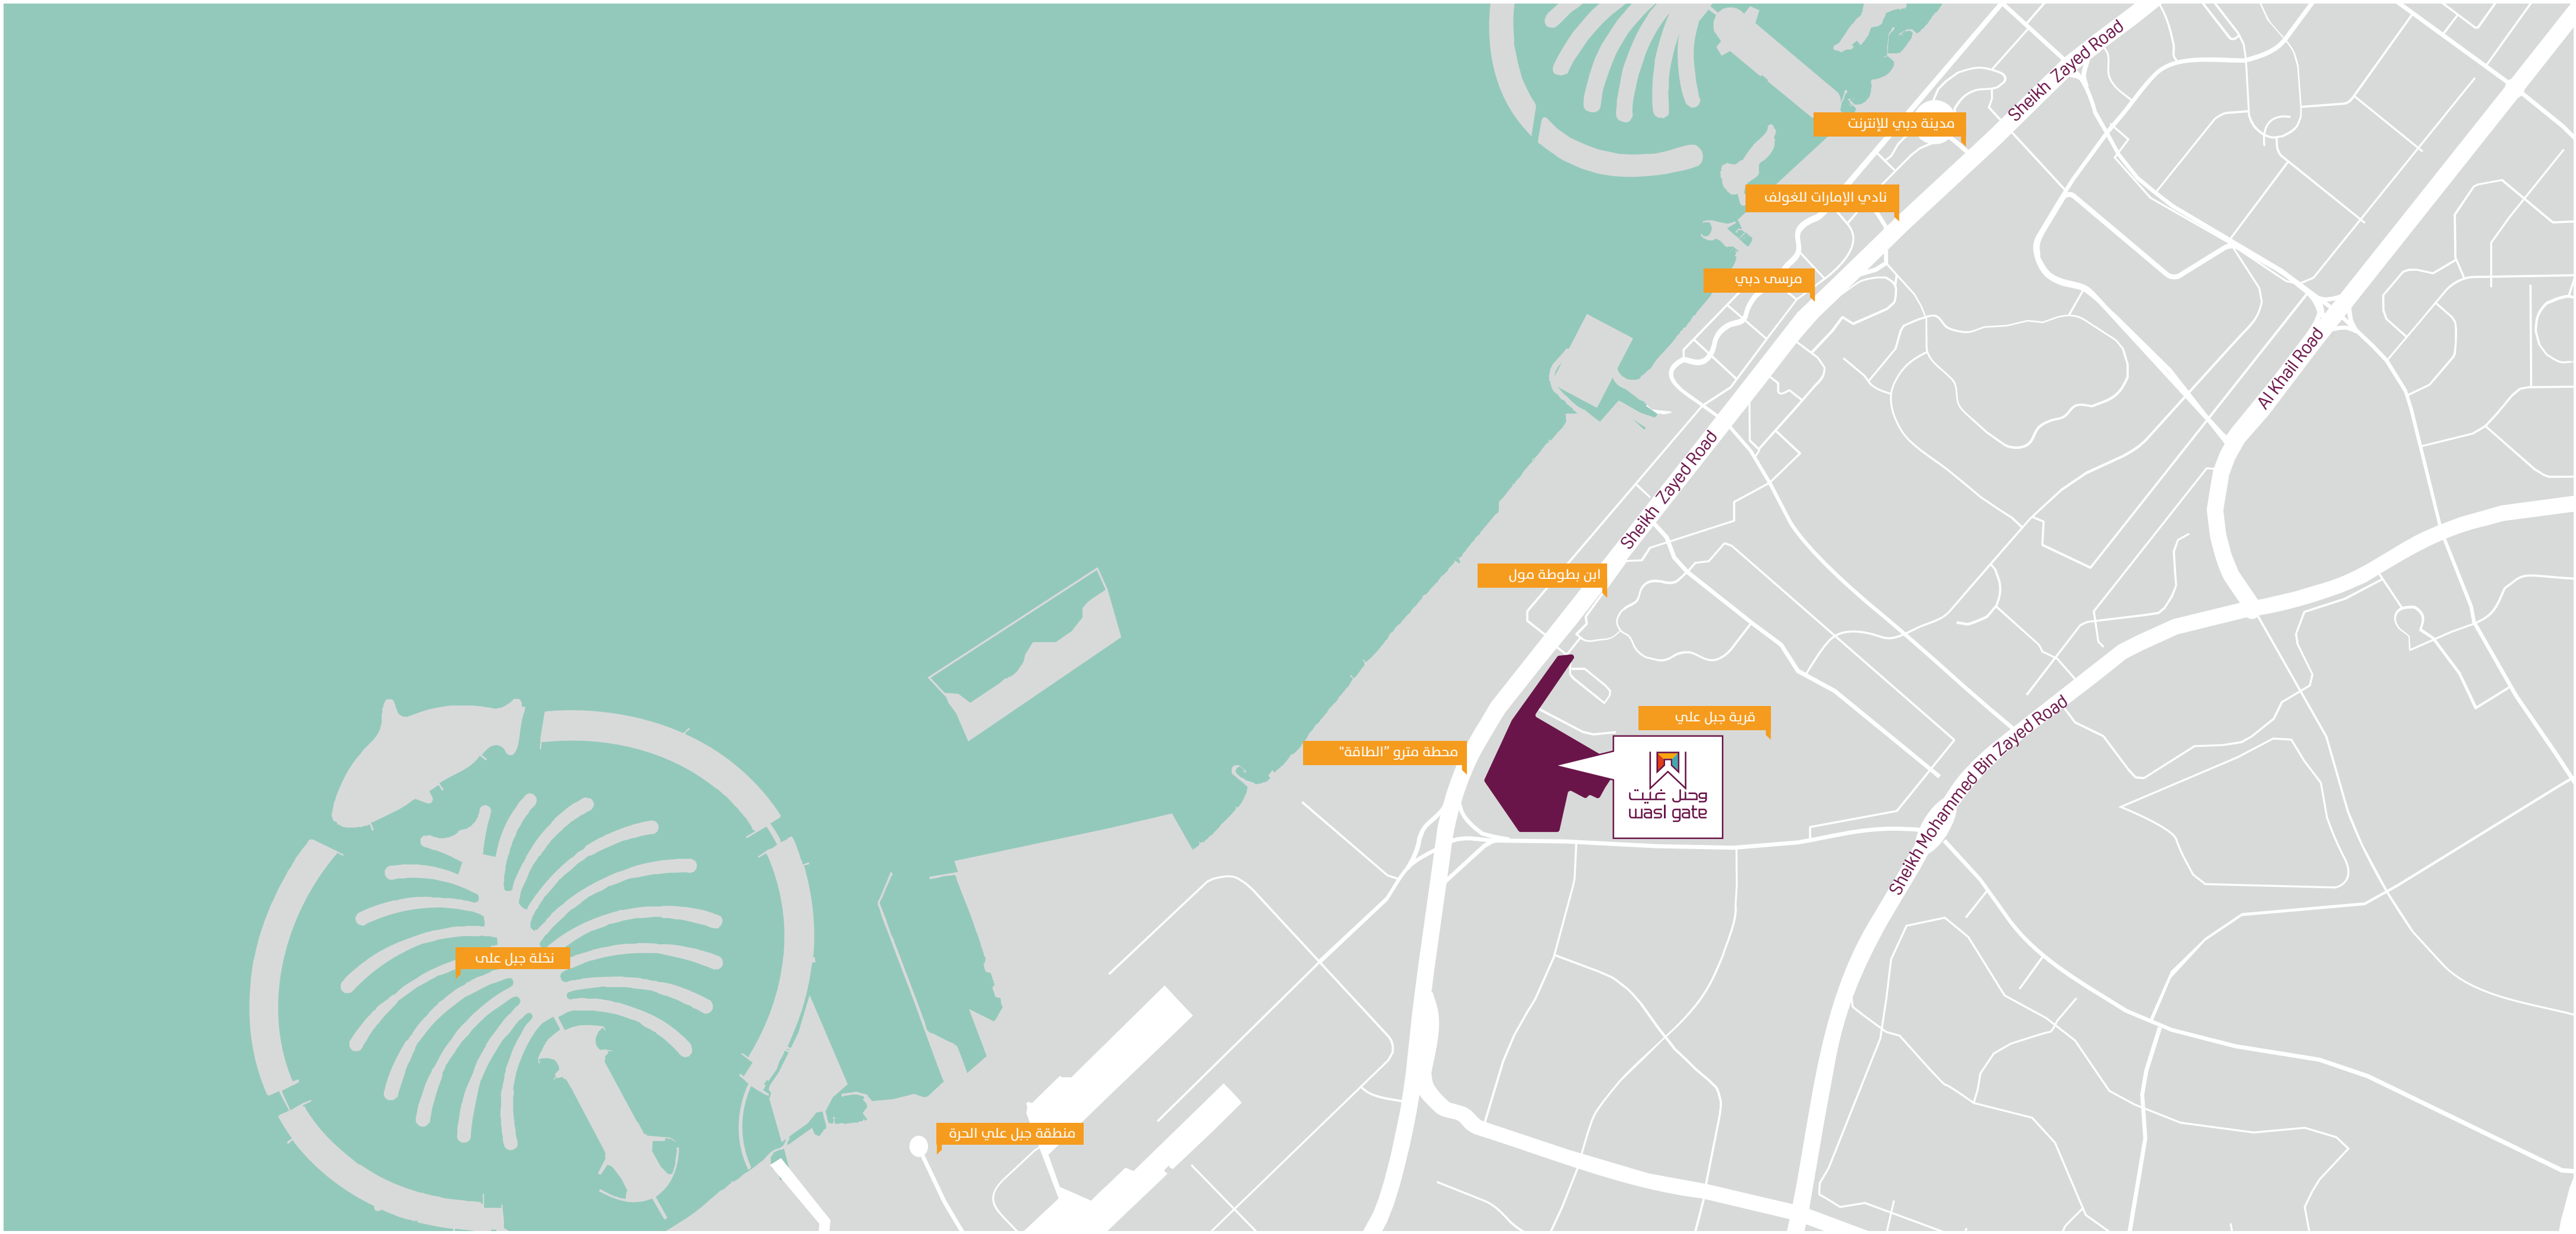 Sheikh Zayed Road
مدينة دبي للإنترنت
نادي الإمارات للغولف
مرسى دبي
Al Khail Road
Sheikh Zayed Road
ابن بطوطة مول
قرية جبل علي
محطة مترو "الطاقة"
وصل غيت
wasl gate
Sheikh Mohammed Bin Zayed Road
نخلة جبل على
منطقة جبل علي الحرة